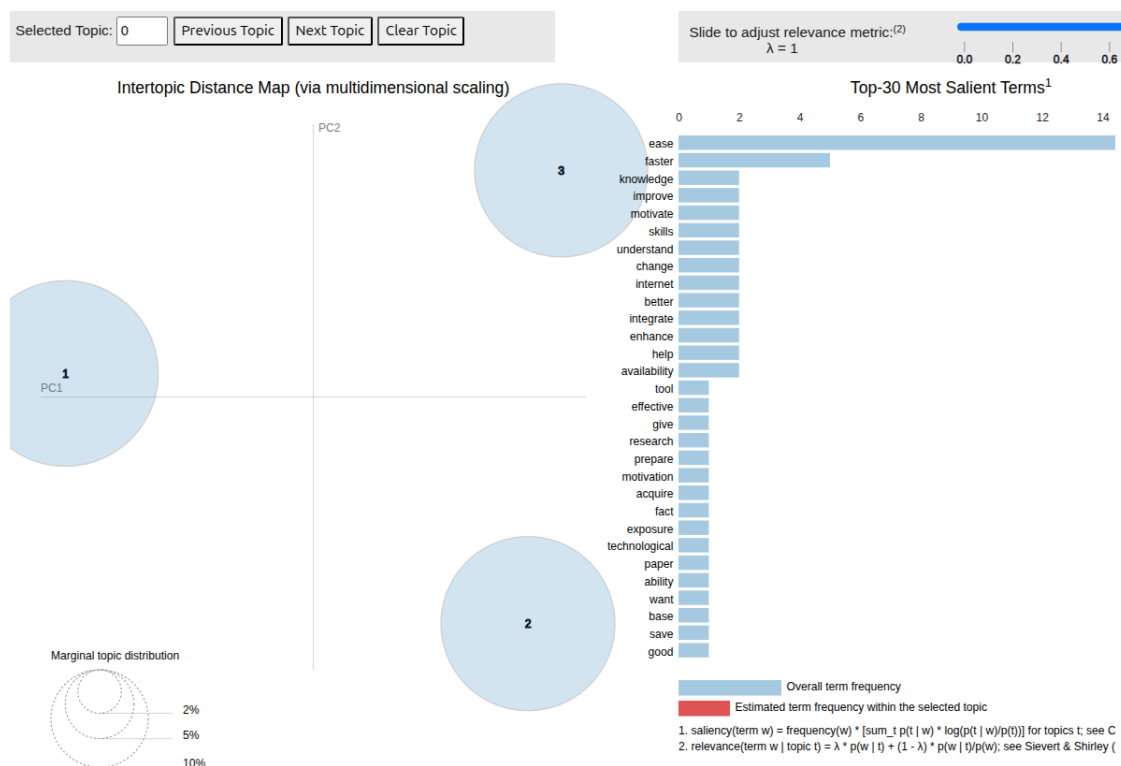 Selected Topic: 0 Previous Topic Next Topic Clear Topic
Slide to adjust relevance metric:(2)
λ = 1
0.0 0.2 0.4 0.6
Intertopic Distance Map (via multidimensional scaling)
PC2
3
1
PC1
2
Marginal topic distribution
2%
5%
10%
Top-30 Most Salient Terms1
0 2 4 6 8 10 12 14
ease
faster
knowledge
improve
motivate
skills
understand
change
internet
better
integrate
enhance
help
availability
tool
effective
give
research
prepare
motivation
acquire
fact
exposure
technological
paper
ability
want
base
save
good
Overall term frequency
Estimated term frequency within the selected topic
1. saliency(term w) = frequency(w) * [sum_t p(t | w) * log(p(t | w)/p(t))] for topics t; see C
2. relevance(term w | topic t) = λ * p(w | t) + (1 - λ) * p(w | t)/p(w); see Sievert & Shirley (